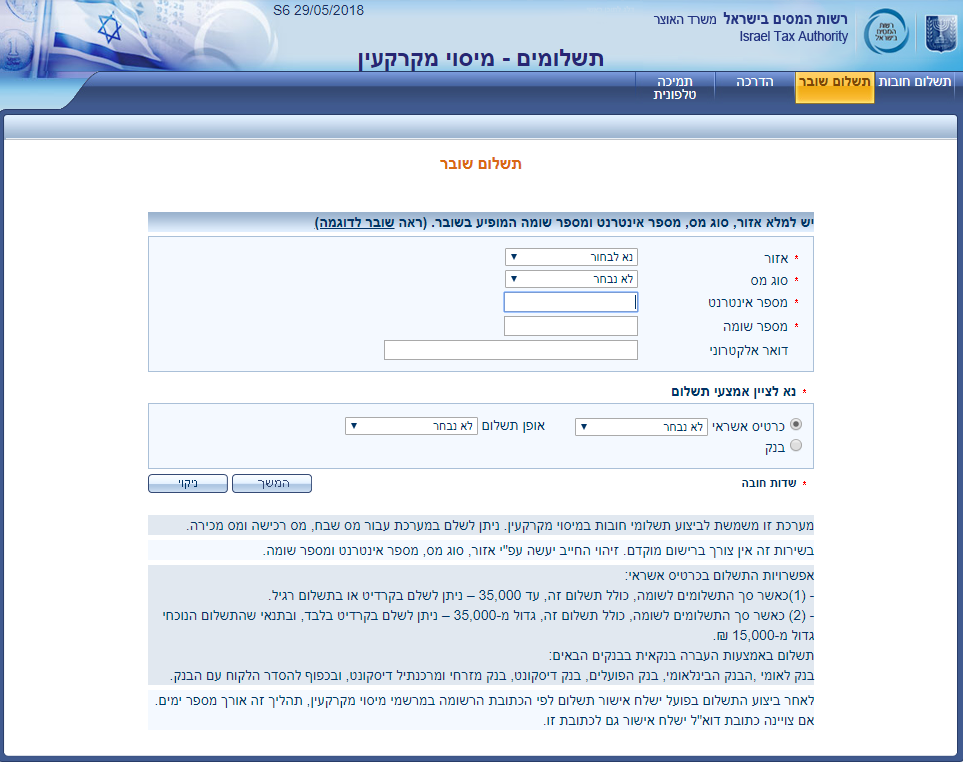 S6 29/05/2018
רשות המסים בישראל משרד האוצר
Israel Tax Authority
רשות המסים בישראל
תשלומים - מיסוי מקרקעין
תשלום חובות
תשלום שובר
הדרכה
תמיכה טלפונית
תשלום שובר
יש למלא אזור, סוג מס, מספר אינטרנט ומספר שומה המופיע בשובר. (ראה שובר לדוגמה)
* אזור נא לבחור
* סוג מס לא נבחר
* מספר אינטרנט
* מספר שומה
דואר אלקטרוני
* נא לציין אמצעי תשלום
כרטיס אשראי לא נבחר אופן תשלום לא נבחר
בנק
* שדות חובה
המשך
ניקוי
מערכת זו משמשת לביצוע תשלומי חובות במיסוי מקרקעין. ניתן לשלם במערכת עבור מס שבח, מס רכישה ומס מכירה.
בשירות זה אין צורך ברישום מוקדם. זיהוי החייב יעשה עפ"י אזור, סוג מס, מספר אינטרנט ומספר שומה.
אפשרויות התשלום בכרטיס אשראי:
- (1)כאשר סך התשלומים לשומה, כולל תשלום זה, עד 35,000 – ניתן לשלם בקרדיט או בתשלום רגיל.
- (2) כאשר סך התשלומים לשומה, כולל תשלום זה, גדול מ-35,000 – ניתן לשלם בקרדיט בלבד, ובתנאי שהתשלום הנוכחי
גדול מ-15,000 ₪.
תשלום באמצעות העברה בנקאית בבנקים הבאים:
בנק לאומי ,הבנק הבינלאומי, בנק הפועלים, בנק דיסקונט, בנק מזרחי ומרכנתיל דיסקונט, ובכפוף להסדר הלקוח עם הבנק.
לאחר ביצוע התשלום בפועל ישלח אישור תשלום לפי הכתובת הרשומה במרשמי מיסוי מקרקעין, תהליך זה אורך מספר ימים.
אם צויינה כתובת דוא"ל ישלח אישור גם לכתובת זו.